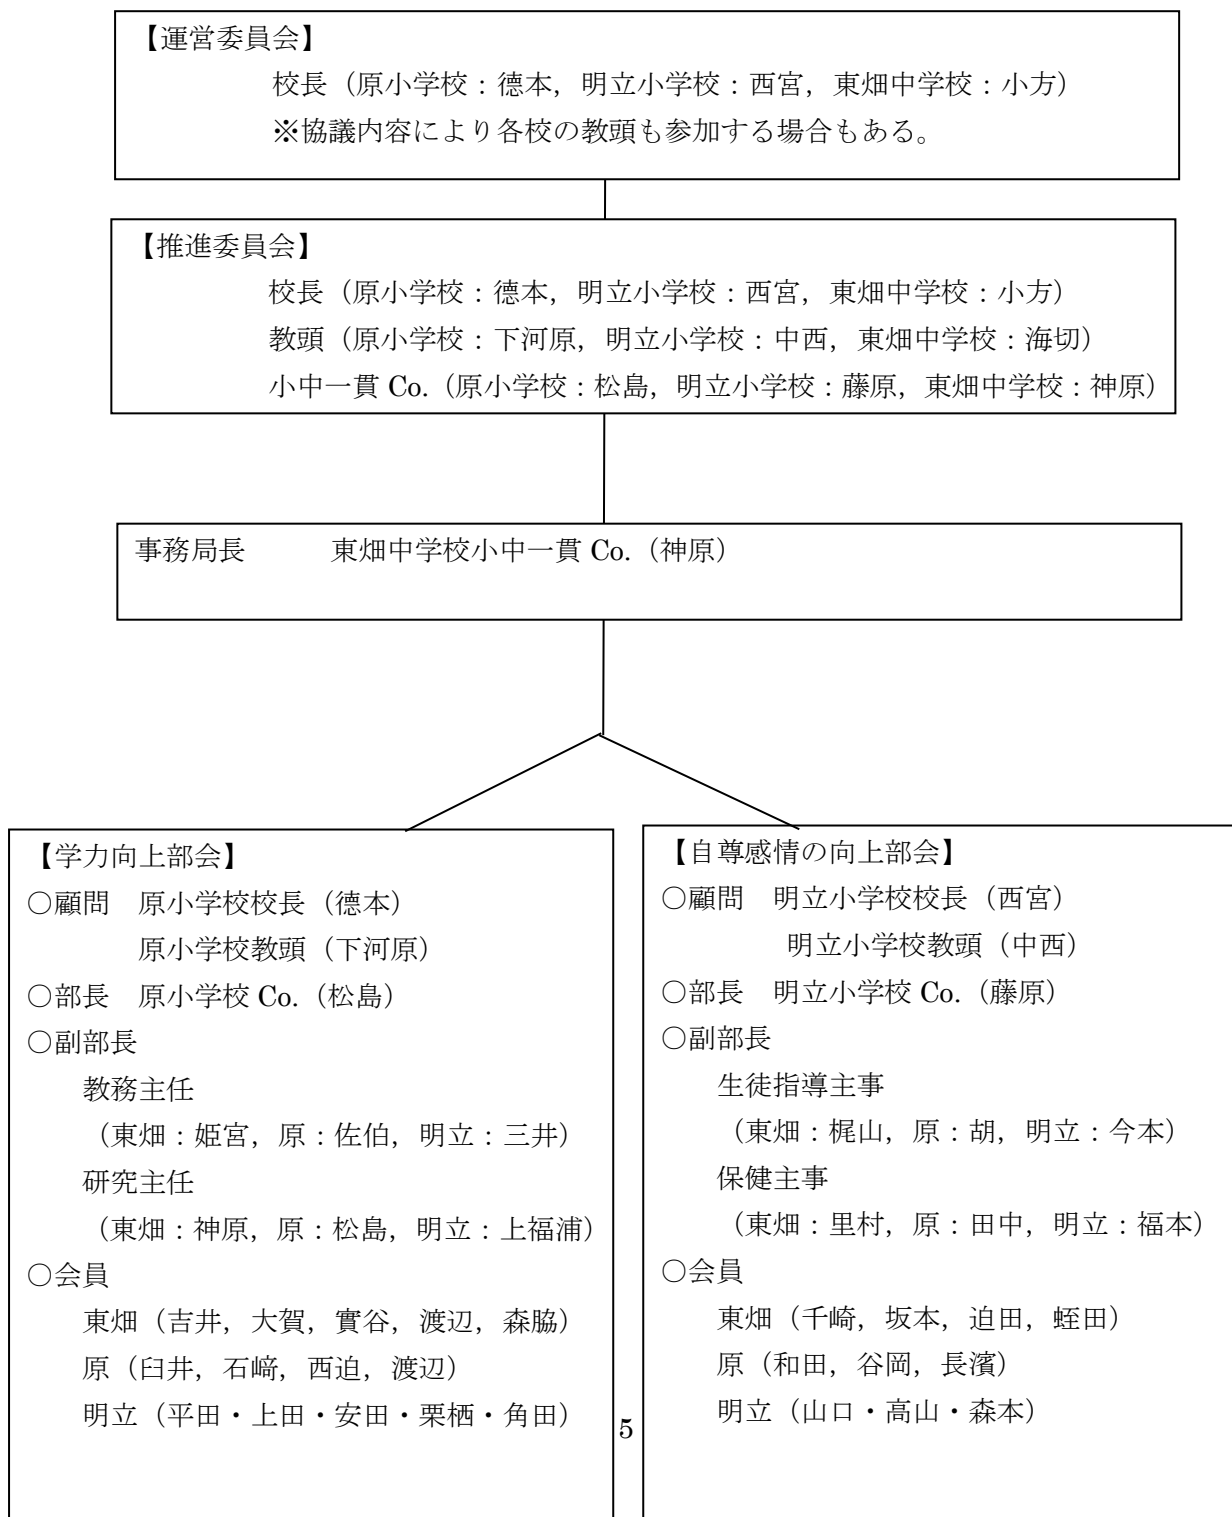 【運営委員会】
校長（原小学校：德本，明立小学校：西宮，東畑中学校：小方）
※協議内容により各校の教頭も参加する場合もある。
【推進委員会】
校長（原小学校：德本，明立小学校：西宮，東畑中学校：小方）
教頭（原小学校：下河原，明立小学校：中西，東畑中学校：海切）
小中一貫 Co.（原小学校：松島，明立小学校：藤原，東畑中学校：神原）
事務局長　東畑中学校小中一貫 Co.（神原）
【学力向上部会】
○顧問　原小学校校長（德本）
原小学校教頭（下河原）
○部長　原小学校 Co.（松島）
○副部長
教務主任
（東畑：姫宮，原：佐伯，明立：三井）
研究主任
（東畑：神原，原：松島，明立：上福浦）
○会員
東畑（吉井，大賀，實谷，渡辺，森脇）
原（臼井，石﨑，西迫，渡辺）
明立（平田・上田・安田・栗栖・角田）
【自尊感情の向上部会】
○顧問　明立小学校校長（西宮）
明立小学校教頭（中西）
○部長　明立小学校 Co.（藤原）
○副部長
生徒指導主事
（東畑：梶山，原：胡，明立：今本）
保健主事
（東畑：里村，原：田中，明立：福本）
○会員
東畑（千崎，坂本，迫田，蛭田）
原（和田，谷岡，長濱）
明立（山口・高山・森本）
5